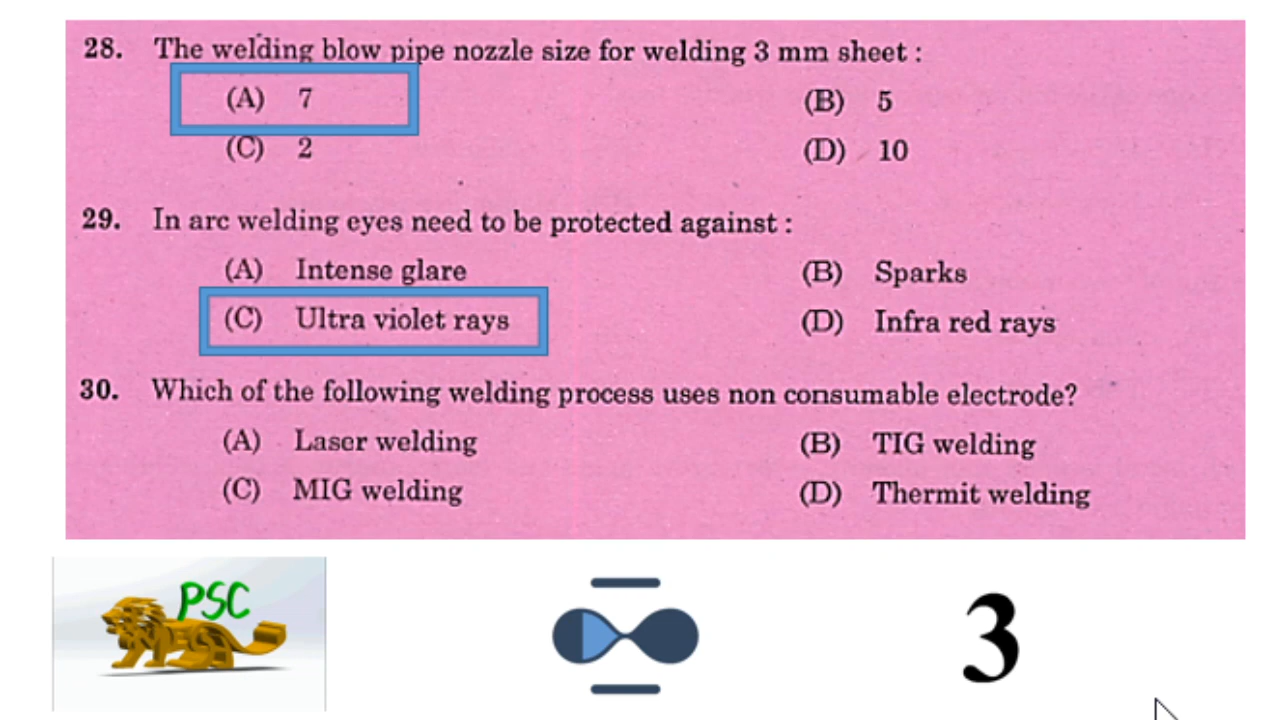 28. The welding blow pipe nozzle size for welding 3 mm sheet :
(A) 7 (B) 5
(C) 2 (D) 10
29. In arc welding eyes need to be protected against :
(A) Intense glare (B) Sparks
(C) Ultra violet rays (D) Infra red rays
30. Which of the following welding process uses non consumable electrode?
(A) Laser welding (B) TIG welding
(C) MIG welding (D) Thermit welding
PSC
3